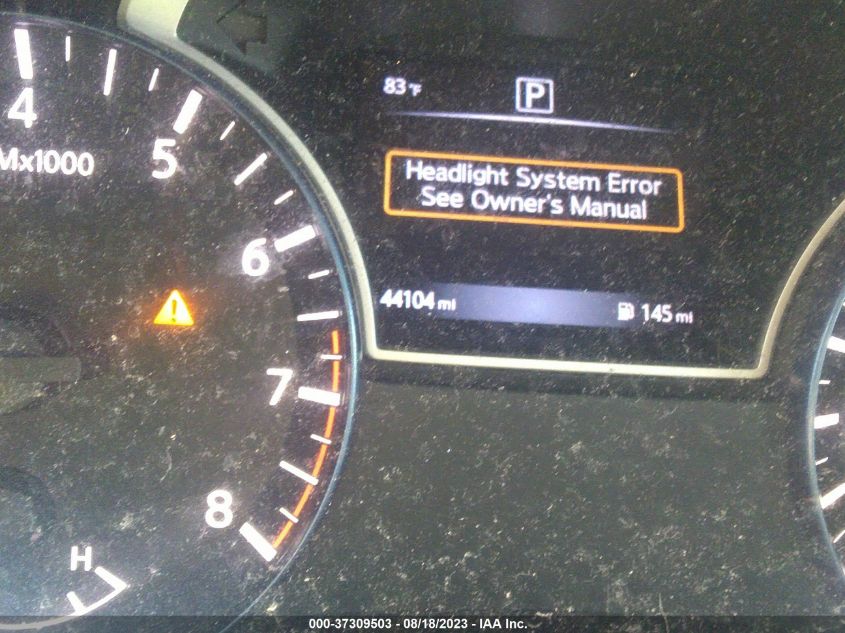 4
5
Mx1000
6
7
8
H
83°F
P
Headlight System Error
See Owner's Manual
44104 mi
145 mi
000-37309503 - 08/18/2023 - IAA Inc.